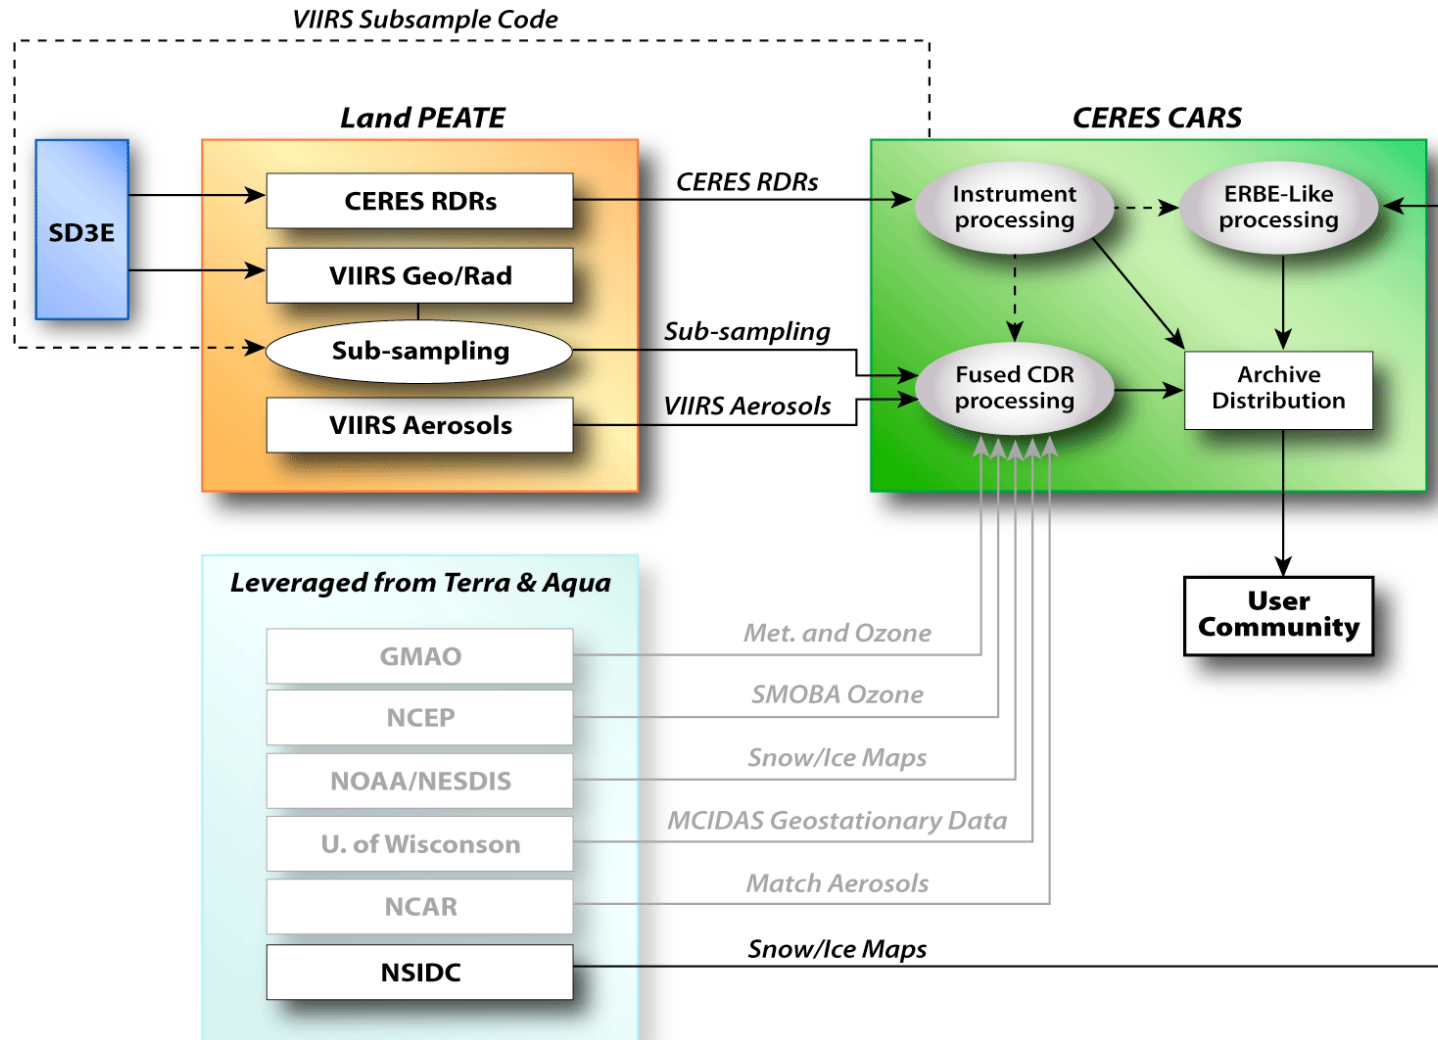 VIIRS Subsample Code
Land PEATE
CERES CARS
SD3E
CERES RDRs
VIIRS Geo/Rad
Sub-sampling
VIIRS Aerosols
CERES RDRs
Sub-sampling
VIIRS Aerosols
Instrument
processing
ERBE-Like
processing
Fused CDR
processing
Archive
Distribution
User
Community
Leveraged from Terra & Aqua
GMAO
NCEP
NOAA/NESDIS
U. of Wisconson
NCAR
NSIDC
Met. and Ozone
SMOBA Ozone
Snow/Ice Maps
MCIDAS Geostationary Data
Match Aerosols
Snow/Ice Maps